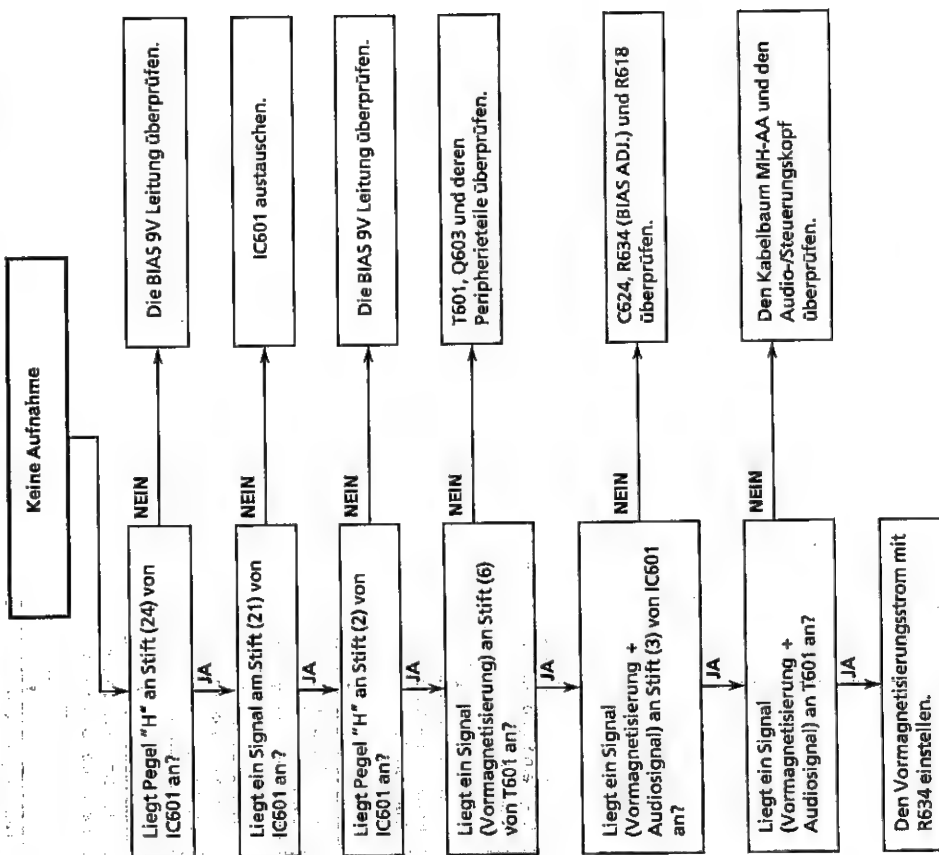 Keine Aufnahme
Liegt Pegel "H" an Stift (24) von
IC601 an?
NEIN
Die BIAS 9V Leitung überprüfen.
JA
Liegt ein Signal am Stift (21) von
IC601 an?
NEIN
IC601 austauschen.
JA
Liegt Pegel "H" an Stift (2) von
IC601 an?
NEIN
Die BIAS 9V Leitung überprüfen.
JA
Liegt ein Signal
(Vormagnetisierung) an Stift (6)
von T601 an?
NEIN
T601, Q603 und deren
Peripherieteile überprüfen.
JA
Liegt ein Signal
(Vormagnetisierung +
Audiosignal) an Stift (3) von IC601
an?
NEIN
C624, R634 (BIAS ADJ.) und R618
überprüfen.
JA
Liegt ein Signal
(Vormagnetisierung +
Audiosignal) an T601 an?
NEIN
Den Kabelbaum MH-AA und den
Audio-/Steuerungskopf
überprüfen.
JA
Den Vormagnetisierungsstrom mit
R634 einstellen.